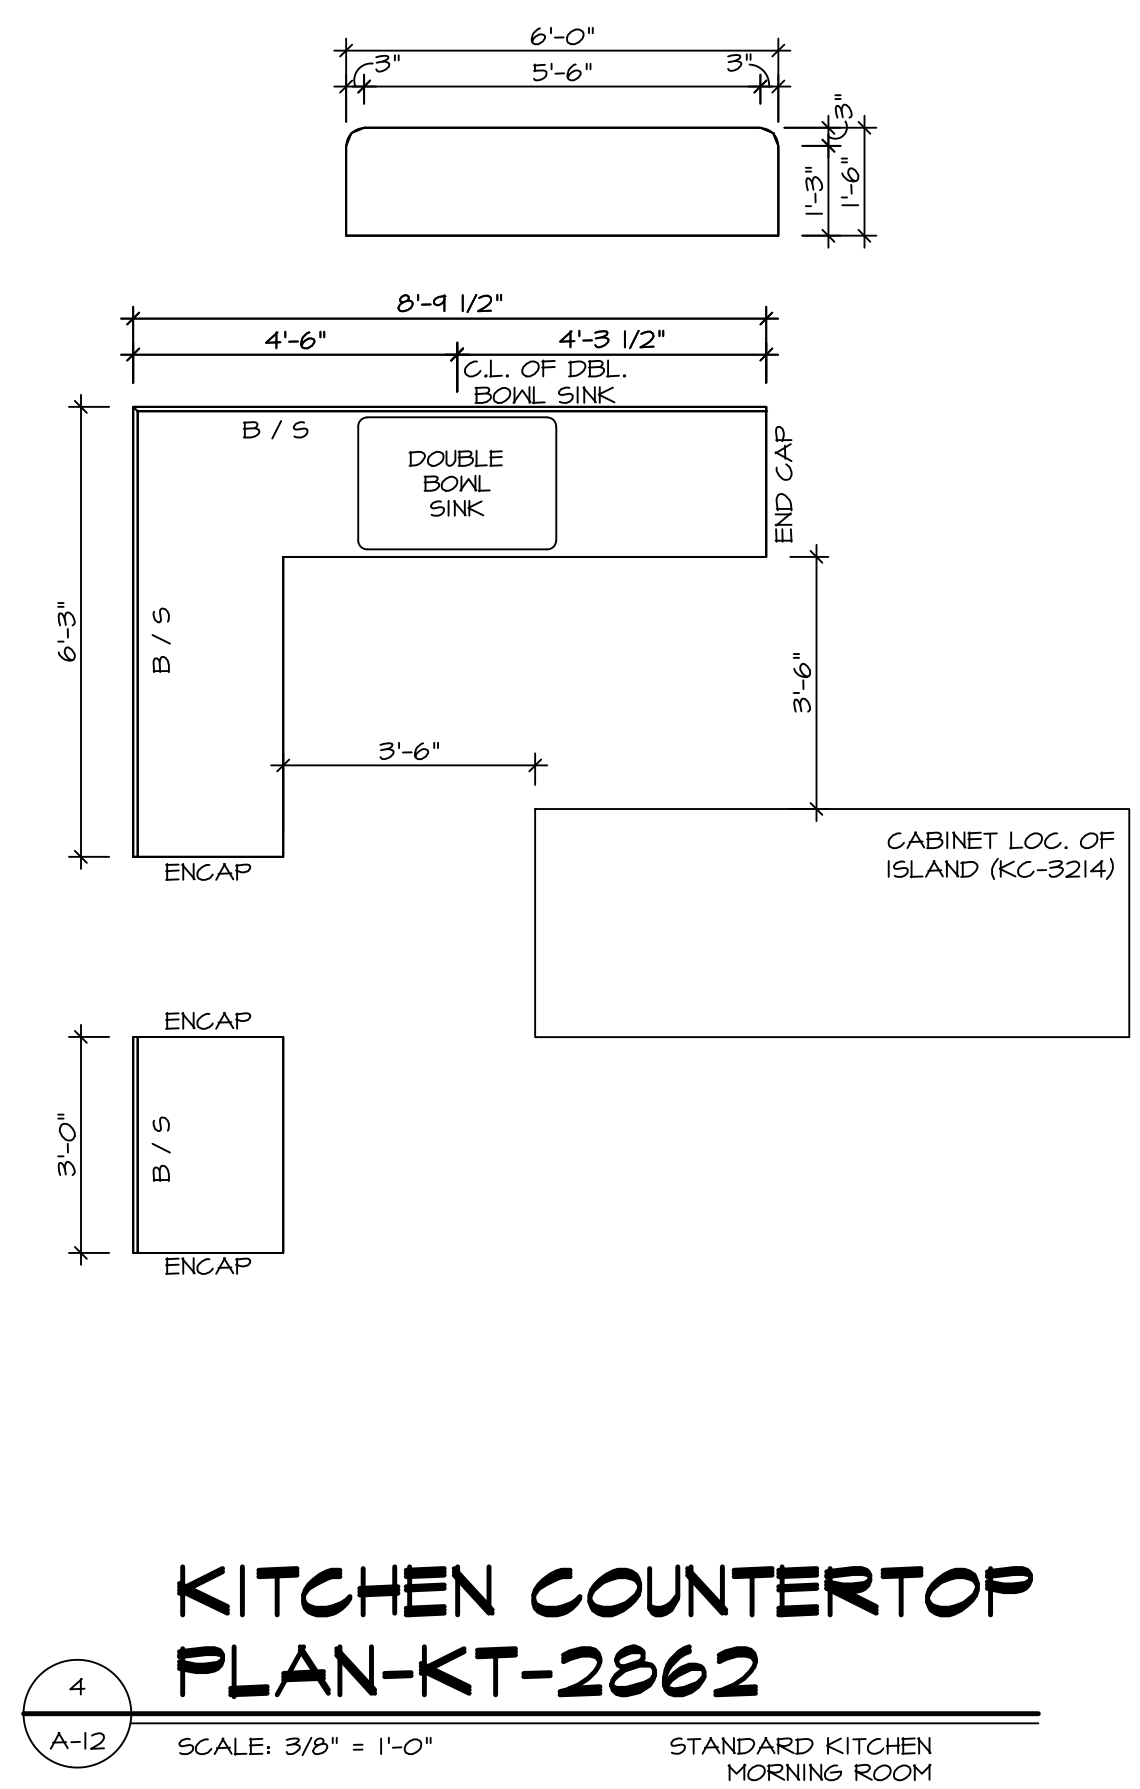 6'-0"
3"
5'-6"
3"
3"
1'-3"
1'-6"
8'-9 1/2"
4'-6"
4'-3 1/2"
C.L. OF DBL.
BOWL SINK
B / S
DOUBLE
BOWL
SINK
END CAP
6'-3"
B / S
3'-6"
3'-6"
CABINET LOC. OF
ISLAND (KC-3214)
ENCAP
ENCAP
3'-0"
B / S
ENCAP
KITCHEN COUNTERTOP
PLAN-KT-2862
4
A-12
SCALE: 3/8" = 1'-0"
STANDARD KITCHEN
MORNING ROOM